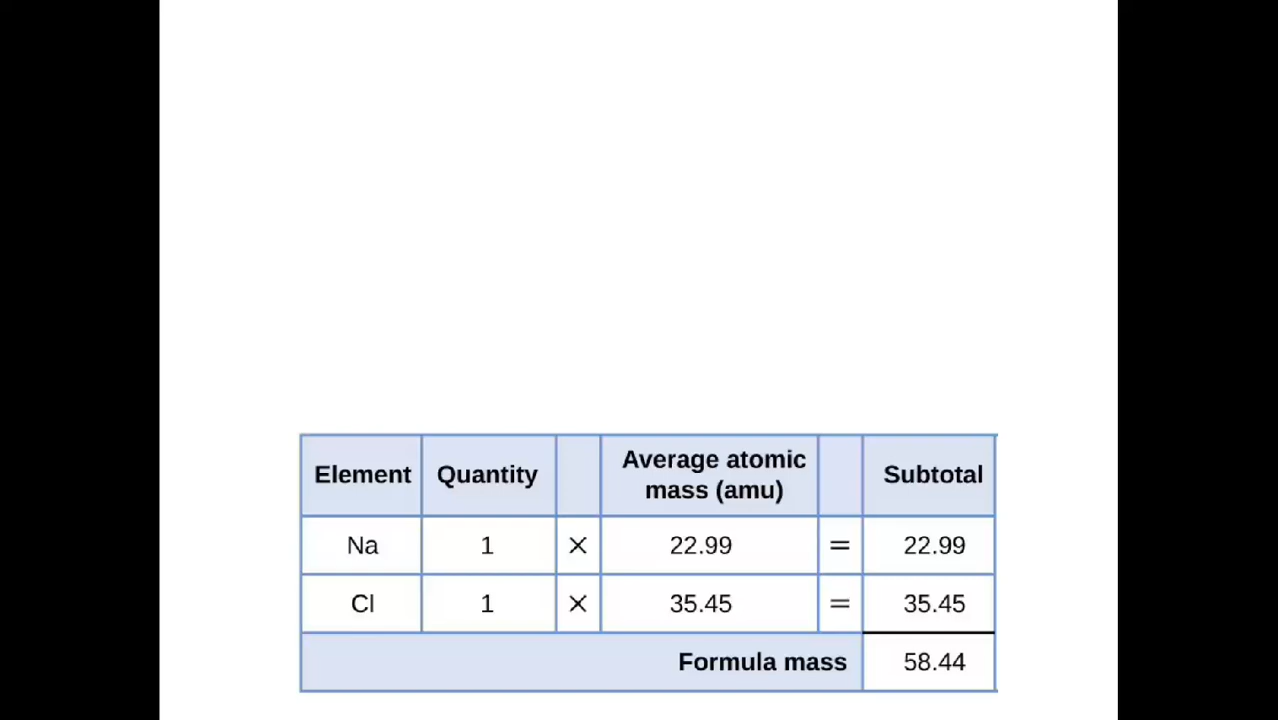 Element Quantity Average atomic mass (amu) Subtotal
Na 1 × 22.99 = 22.99
Cl 1 × 35.45 = 35.45
Formula mass 58.44